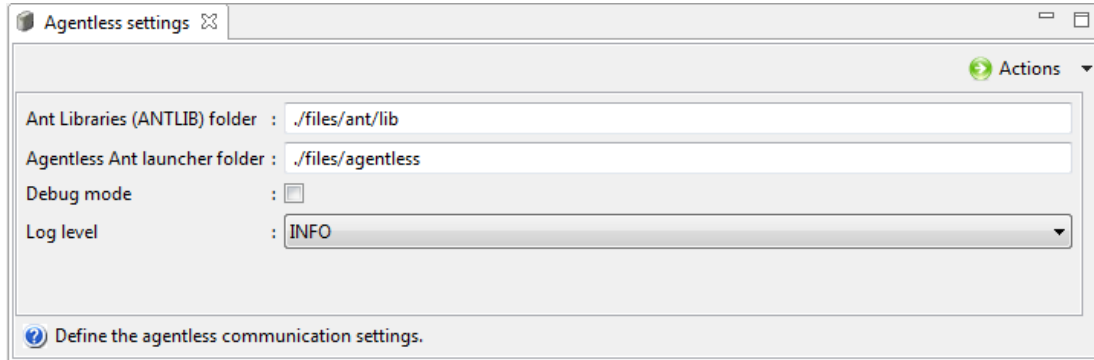 Agentless settings
Actions
Ant Libraries (ANTLIB) folder : ./files/ant/lib
Agentless Ant launcher folder : ./files/agentless
Debug mode :
Log level : INFO
Define the agentless communication settings.